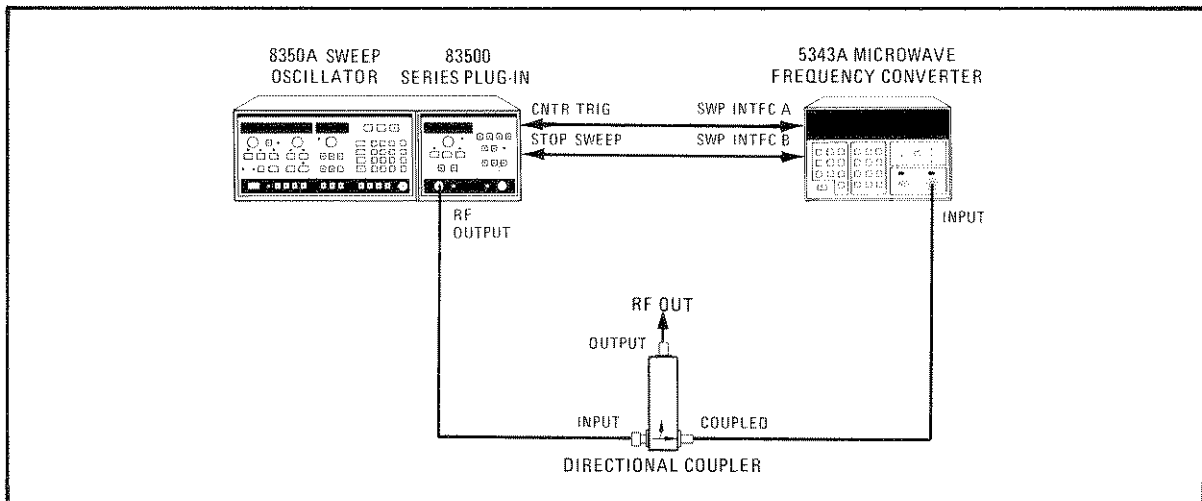 8350A SWEEP
OSCILLATOR
83500
SERIES PLUG-IN
5343A MICROWAVE
FREQUENCY CONVERTER
CNTR TRIG
SWP INTFC A
STOP SWEEP
SWP INTFC B
RF
OUTPUT
INPUT
RF OUT
OUTPUT
INPUT
COUPLED
DIRECTIONAL COUPLER